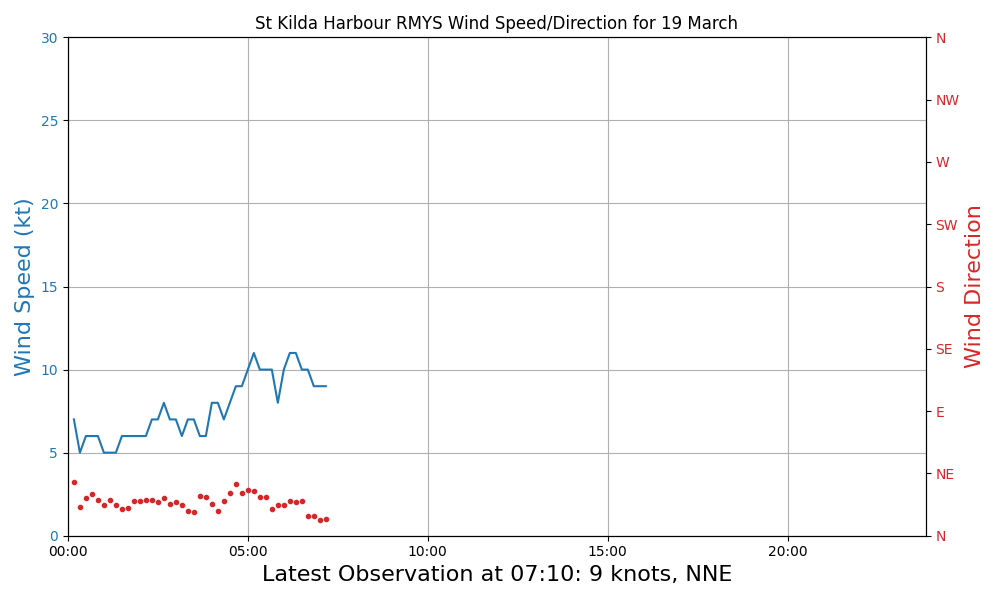 St Kilda Harbour RMYS Wind Speed/Direction for 19 March
30
25
20
15
10
5
0
Wind Speed (kt)
N
NW
W
SW
S
SE
E
NE
N
Wind Direction
00:00
05:00
10:00
15:00
20:00
Latest Observation at 07:10: 9 knots, NNE